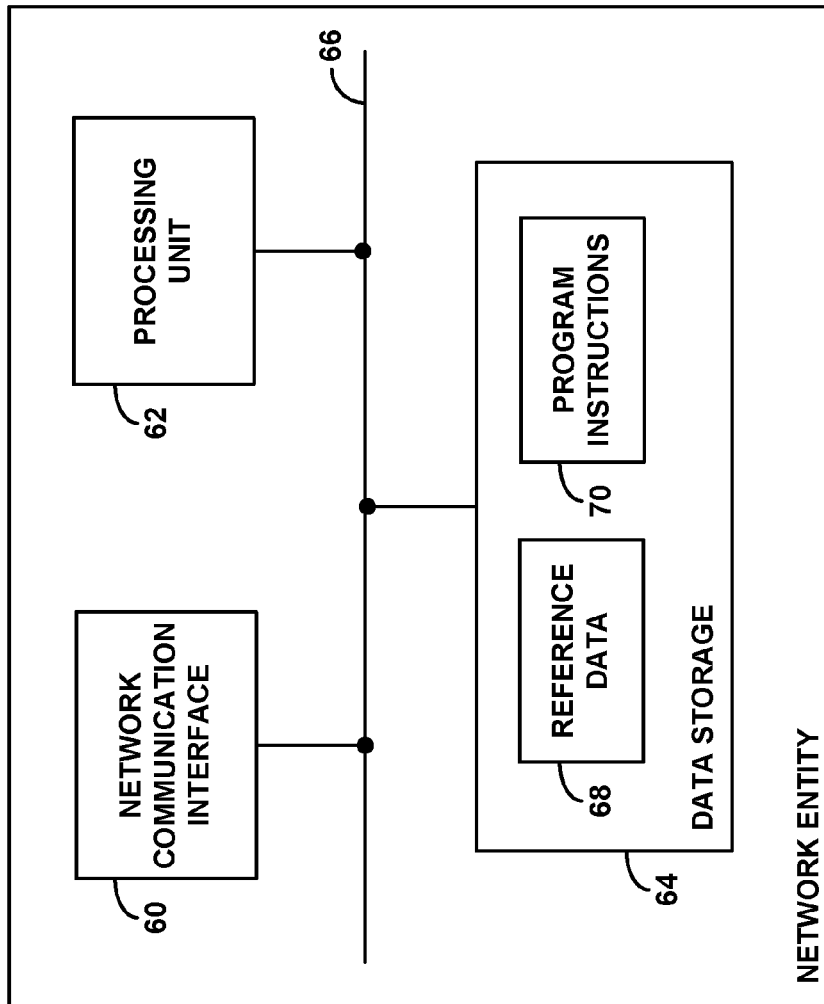 NETWORK
COMMUNICATION
INTERFACE
60
PROCESSING
UNIT
62
66
REFERENCE
DATA
68
PROGRAM
INSTRUCTIONS
70
DATA STORAGE
64
NETWORK ENTITY